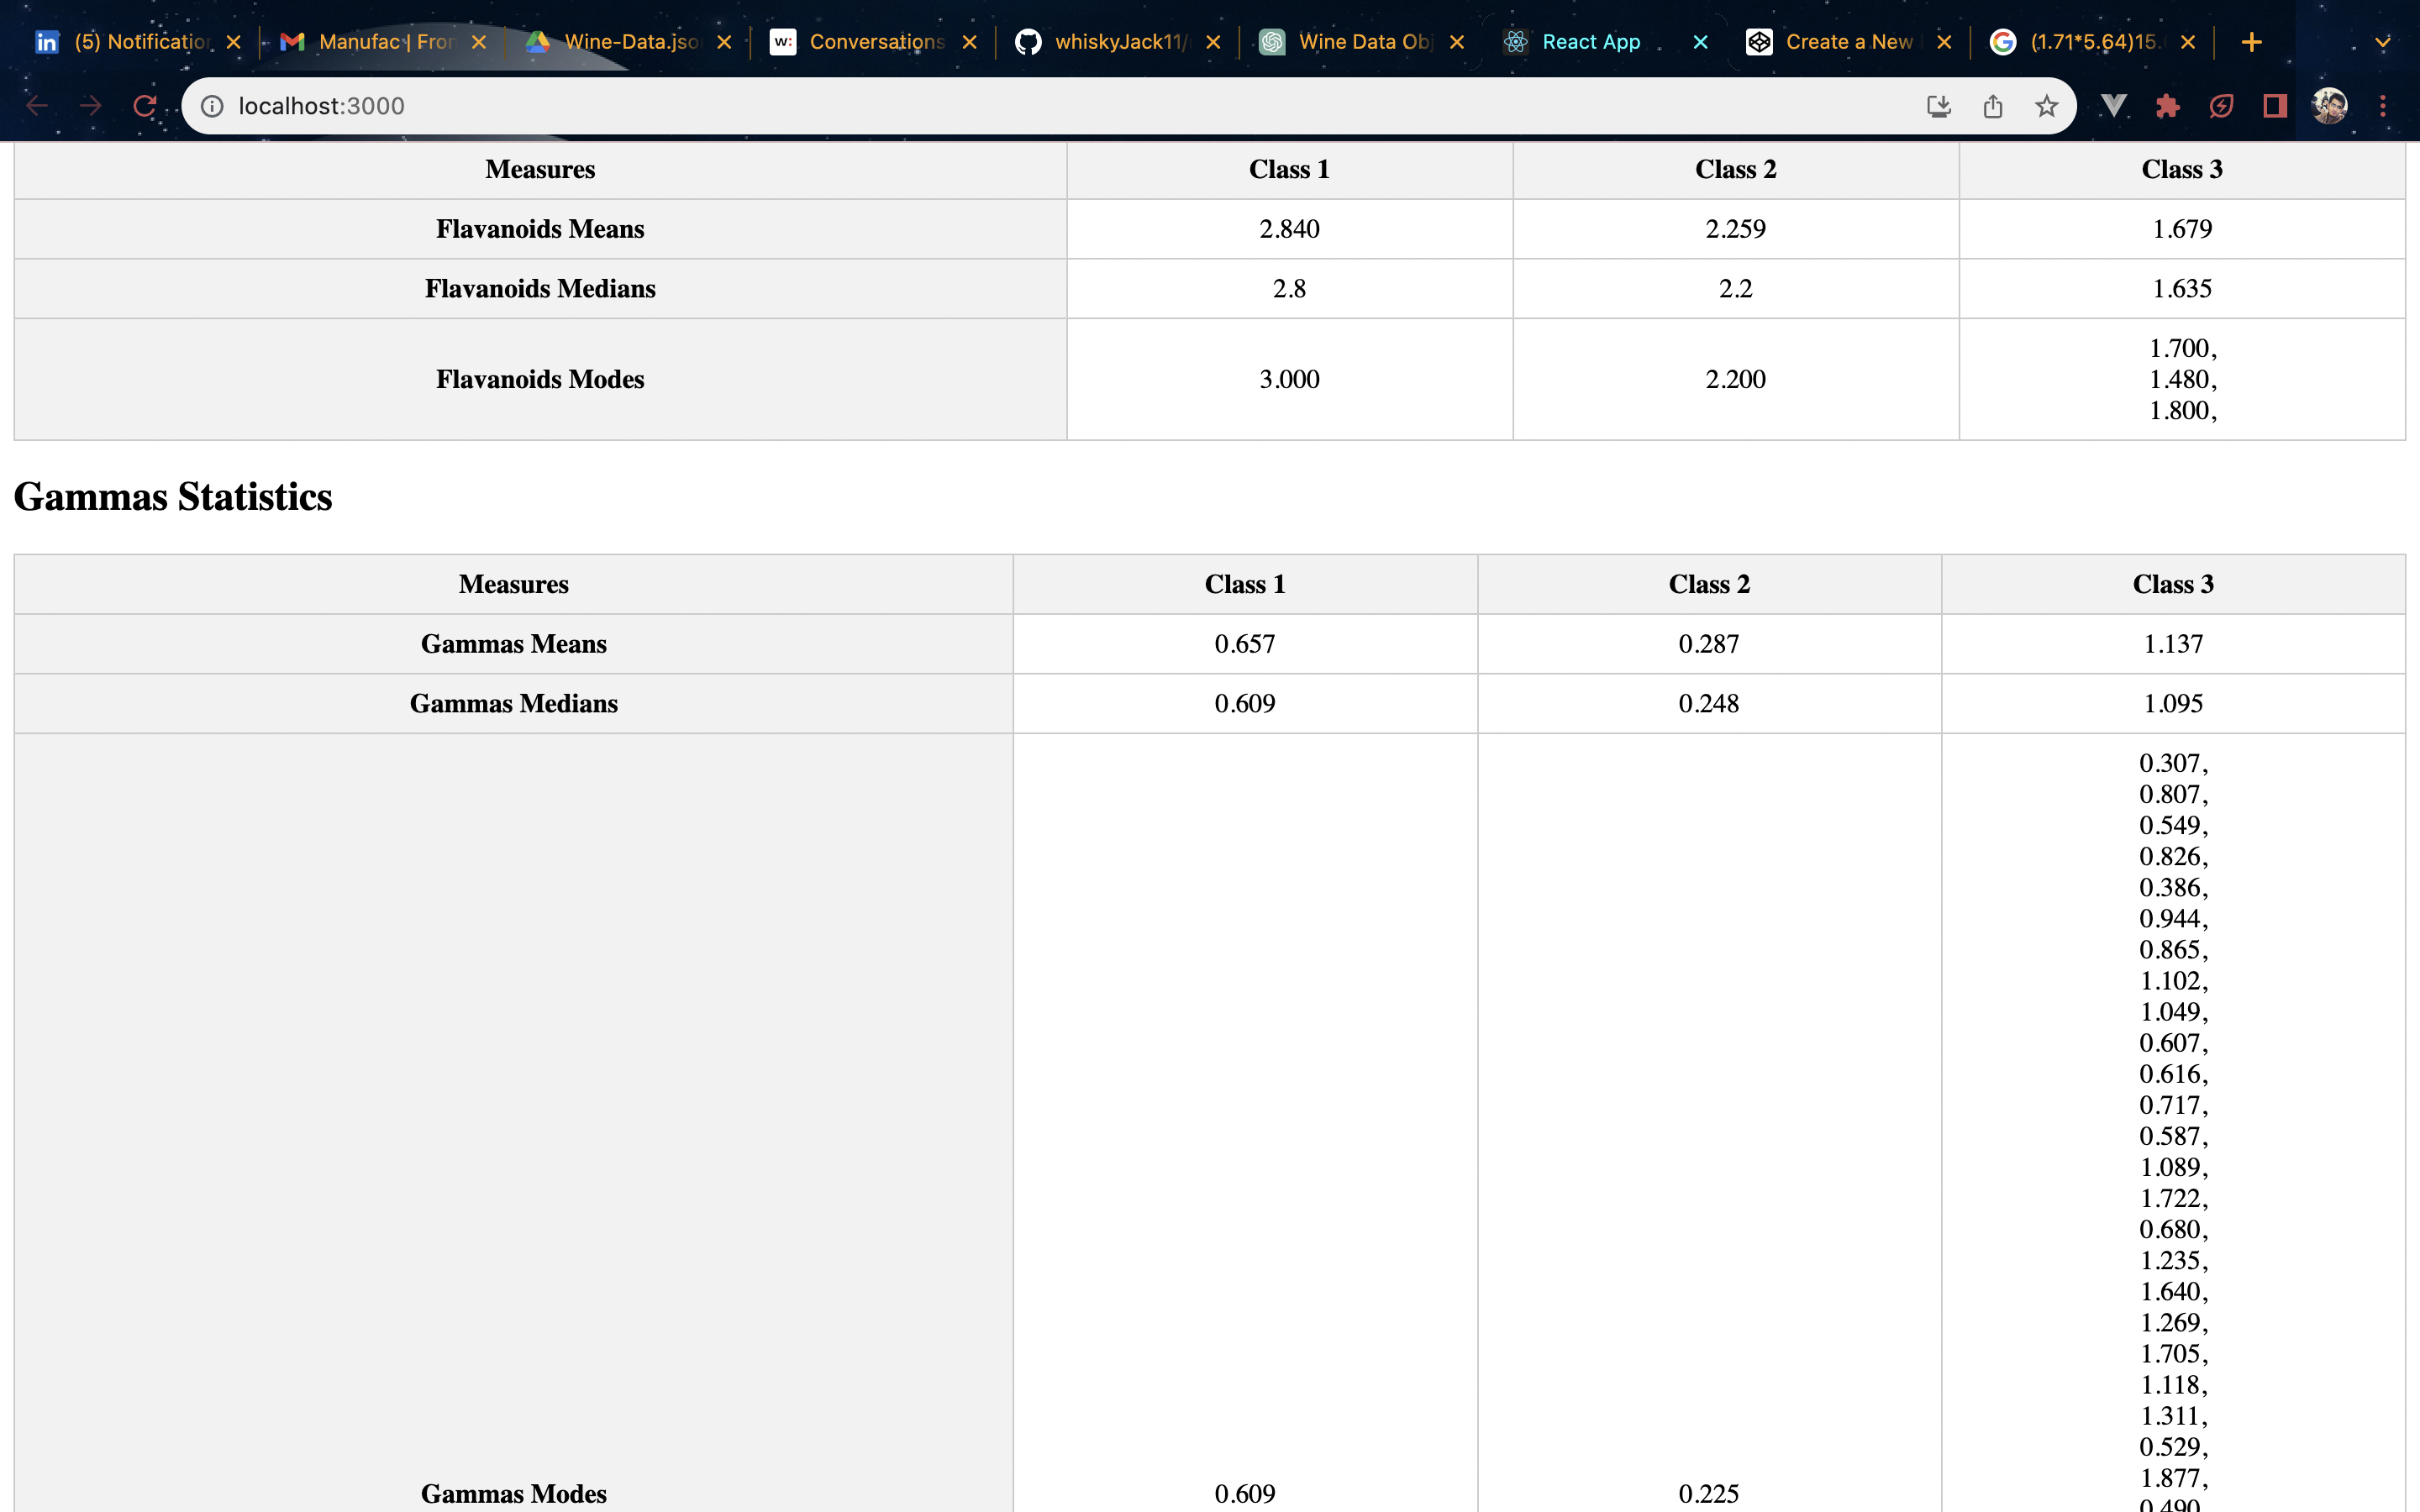 (5) Notification
Manufac | Fron
Wine-Data.jso
w: Conversations
whiskyJack11/
Wine Data Obj
React App
Create a New
(1.71*5.64)15.
localhost:3000
Measures Class 1 Class 2 Class 3
Flavanoids Means 2.840 2.259 1.679
Flavanoids Medians 2.8 2.2 1.635
Flavanoids Modes 3.000 2.200 1.700,
1.480,
1.800,
Gammas Statistics
Measures Class 1 Class 2 Class 3
Gammas Means 0.657 0.287 1.137
Gammas Medians 0.609 0.248 1.095
0.307,
0.807,
0.549,
0.826,
0.386,
0.944,
0.865,
1.102,
1.049,
0.607,
0.616,
0.717,
0.587,
1.089,
1.722,
0.680,
1.235,
1.640,
1.269,
1.705,
1.118,
1.311,
0.529,
1.877,
Gammas Modes 0.609 0.225
0.490